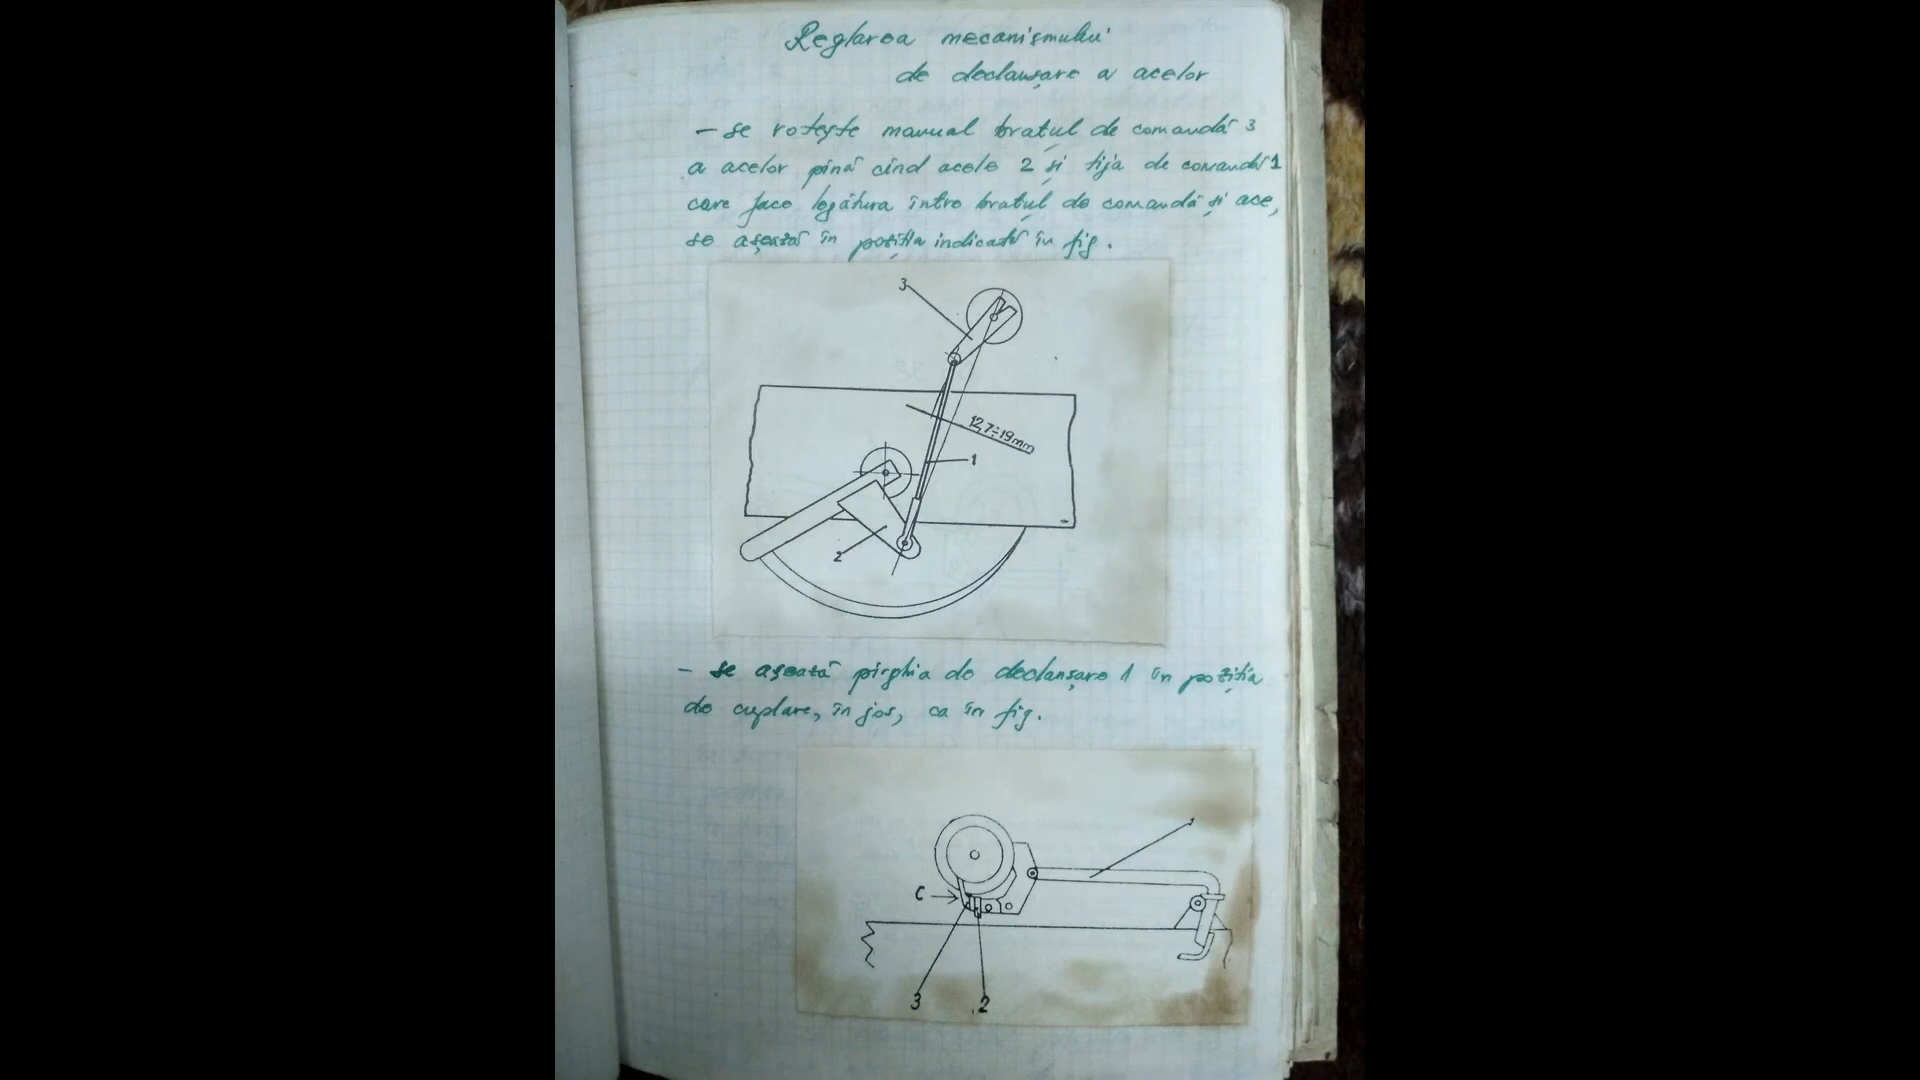 Reglarea mecanismului
de declanșare a acelor
- se rotește manual brațul de comandă 3
a acelor pînă cînd acele 2 și tija de comandă 1
care face legătura între brațul de comandă și ace,
se așează în poziția indicată în fig.
3
12,7÷19mm
1
2
- se așează pîrghia de declanșare 1 în poziția
de cuplare, în jos, ca în fig.
1
C
3
2